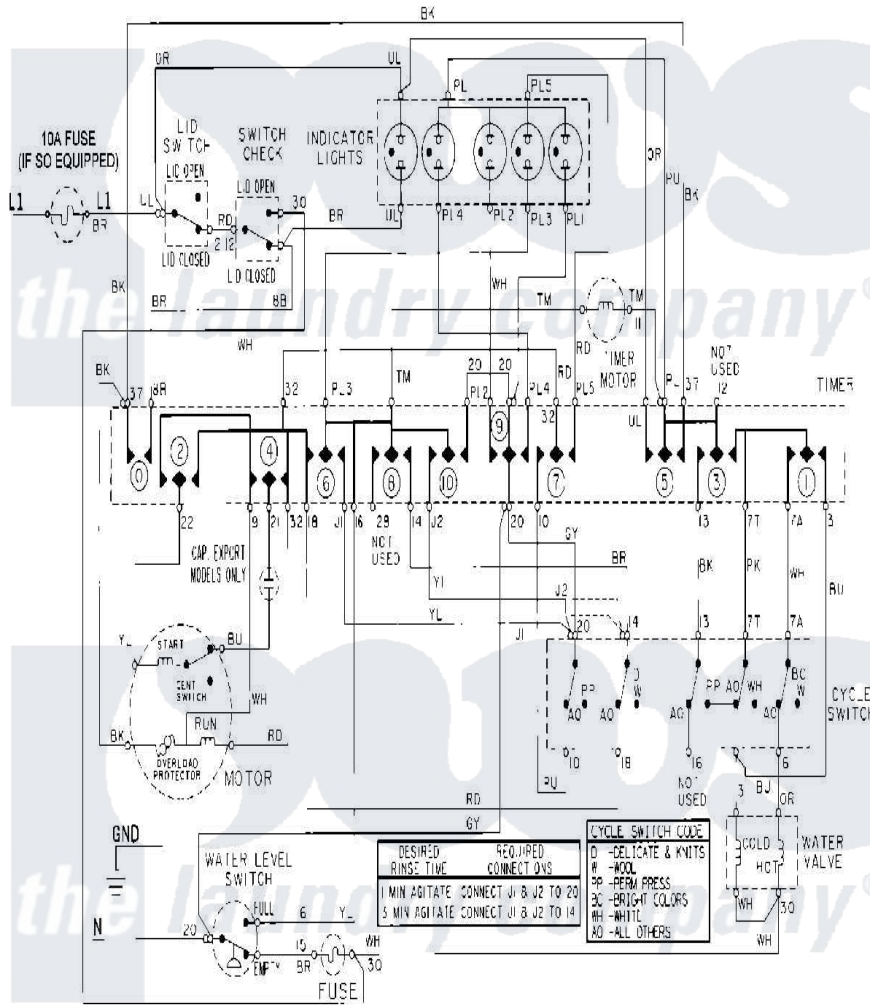 BK
OR
UL
PL
PL5
10A FUSE
(IF SO EQUIPPED)
LID
SWITCH
LID OPEN
SWITCH
CHECK
LID OPEN
INDICATOR
LIGHTS
OR
PU
BK
L1
L1
BR
UL
RD
2
12
30
BR
UL
PL4
PL2
PL3
PL1
LID CLOSED
LID CLOSED
BK
BR
8B
WH
WH
TM
TM
11
RD
TIMER
MOTOR
NOT
USED
the laundry company®
BK
37
32
PL3
TM
20
20
PL2
PL4
RD
32
PL5
UL
PL
37
12
TIMER
0
2
4
6
8
10
9
7
5
3
1
22
9
21
32
18
J1
16
28
14
J2
20
10
13
7T
7A
3
CAP. EXPORT
MODELS ONLY
NOT
USED
GY
BR
YL
YL
J2
J1
BK
PK
WH
BU
20
14
13
7T
7A
YL
START
BU
CENT
SWITCH
WH
RUN
BK
RD
OVERLOAD
PROTECTOR
MOTOR
PP
AO
D
W
AO
AO
PP
AO
WH
AO
BC
W
CYCLE
SWITCH
10
18
16
6
PU
NOT
USED
OR
RD
GY
GND
WATER LEVEL
SWITCH
DESIRED
RINSE TIME
REQUIRED
CONNECTIONS
1 MIN AGITATE CONNECT J1 & J2 TO 20
5 MIN AGITATE CONNECT J1 & J2 TO 14
CYCLE SWITCH CODE
D -DELICATE & KNITS
W -WOOL
PP -PERM PRESS
BC -BRIGHT COLORS
WH -WHITE
AO -ALL OTHERS
3
COLD
HOT
WATER
VALVE
WH
30
WH
the laundry company®
N
20
FULL
6
YL
EMPTY
15
BR
WH
30
FUSE